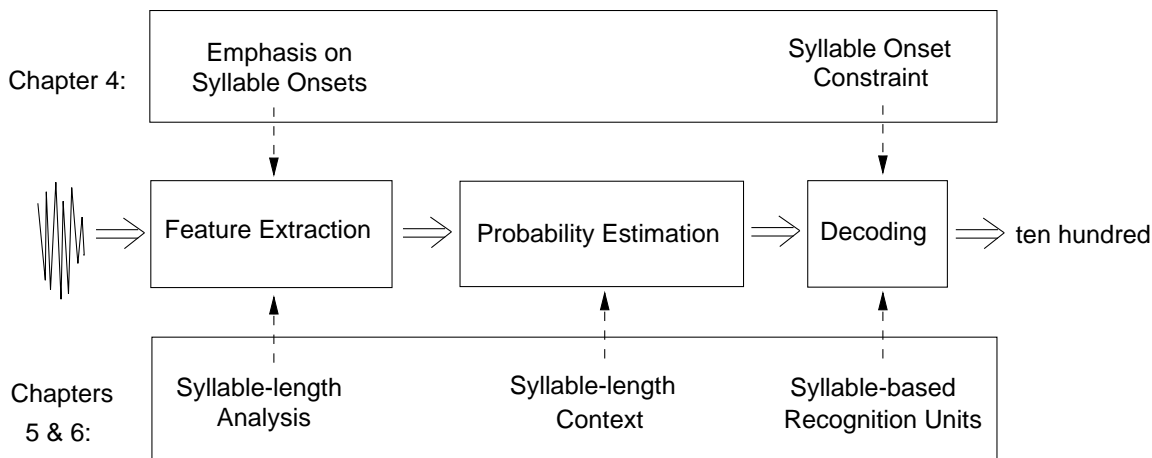 Chapter 4:
Emphasis on
Syllable Onsets
Syllable Onset
Constraint
Feature Extraction
Probability Estimation
Decoding
ten hundred
Chapters
5 & 6:
Syllable-length
Analysis
Syllable-length
Context
Syllable-based
Recognition Units